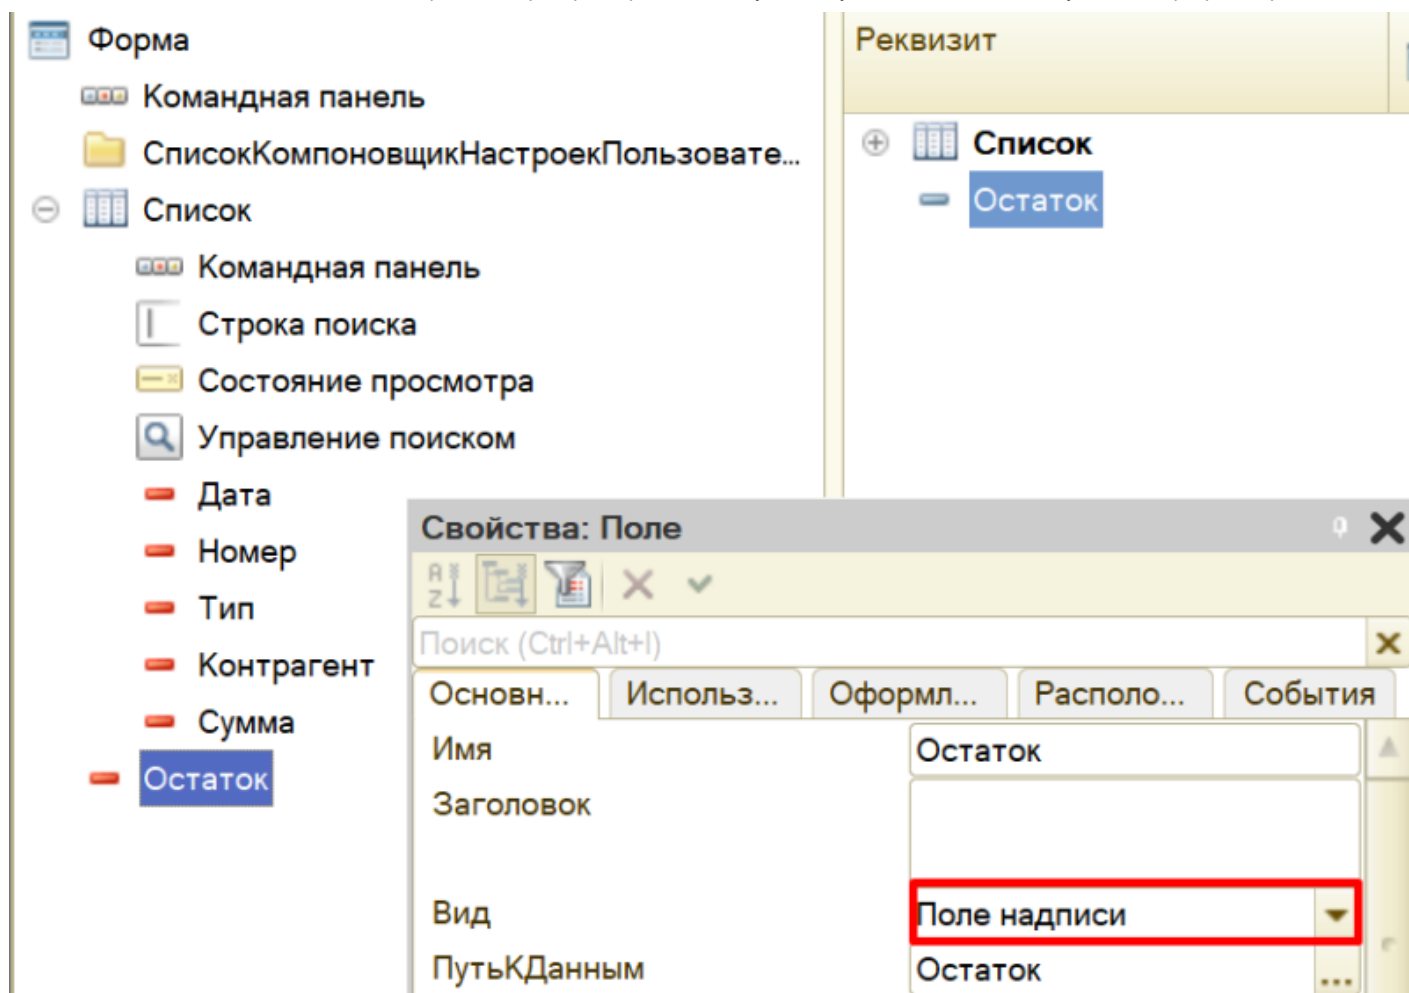 Форма
Командная панель
СписокКомпоновщикНастроекПользовате...
Список
Командная панель
Строка поиска
Состояние просмотра
Управление поиском
Дата
Номер
Тип
Контрагент
Сумма
Остаток
Реквизит
Список
Остаток
Свойства: Поле
Поиск (Ctrl+Alt+I)
Основн... Использ... Оформл... Располо... События
Имя Остаток
Заголовок
Вид Поле надписи
ПутьКДанным Остаток ...